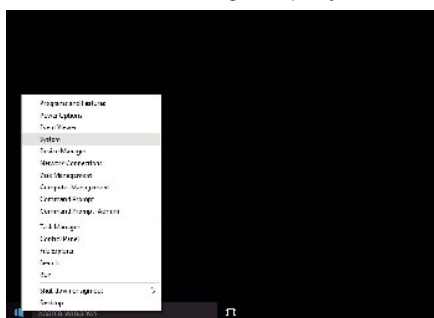 Programs and Features
Power Options
Event Viewer
System
Device Manager
Network Connections
Disk Management
Computer Management
Command Prompt
Command Prompt (Admin)
Task Manager
Control Panel
File Explorer
Search
Run
Shut down or sign out
Desktop